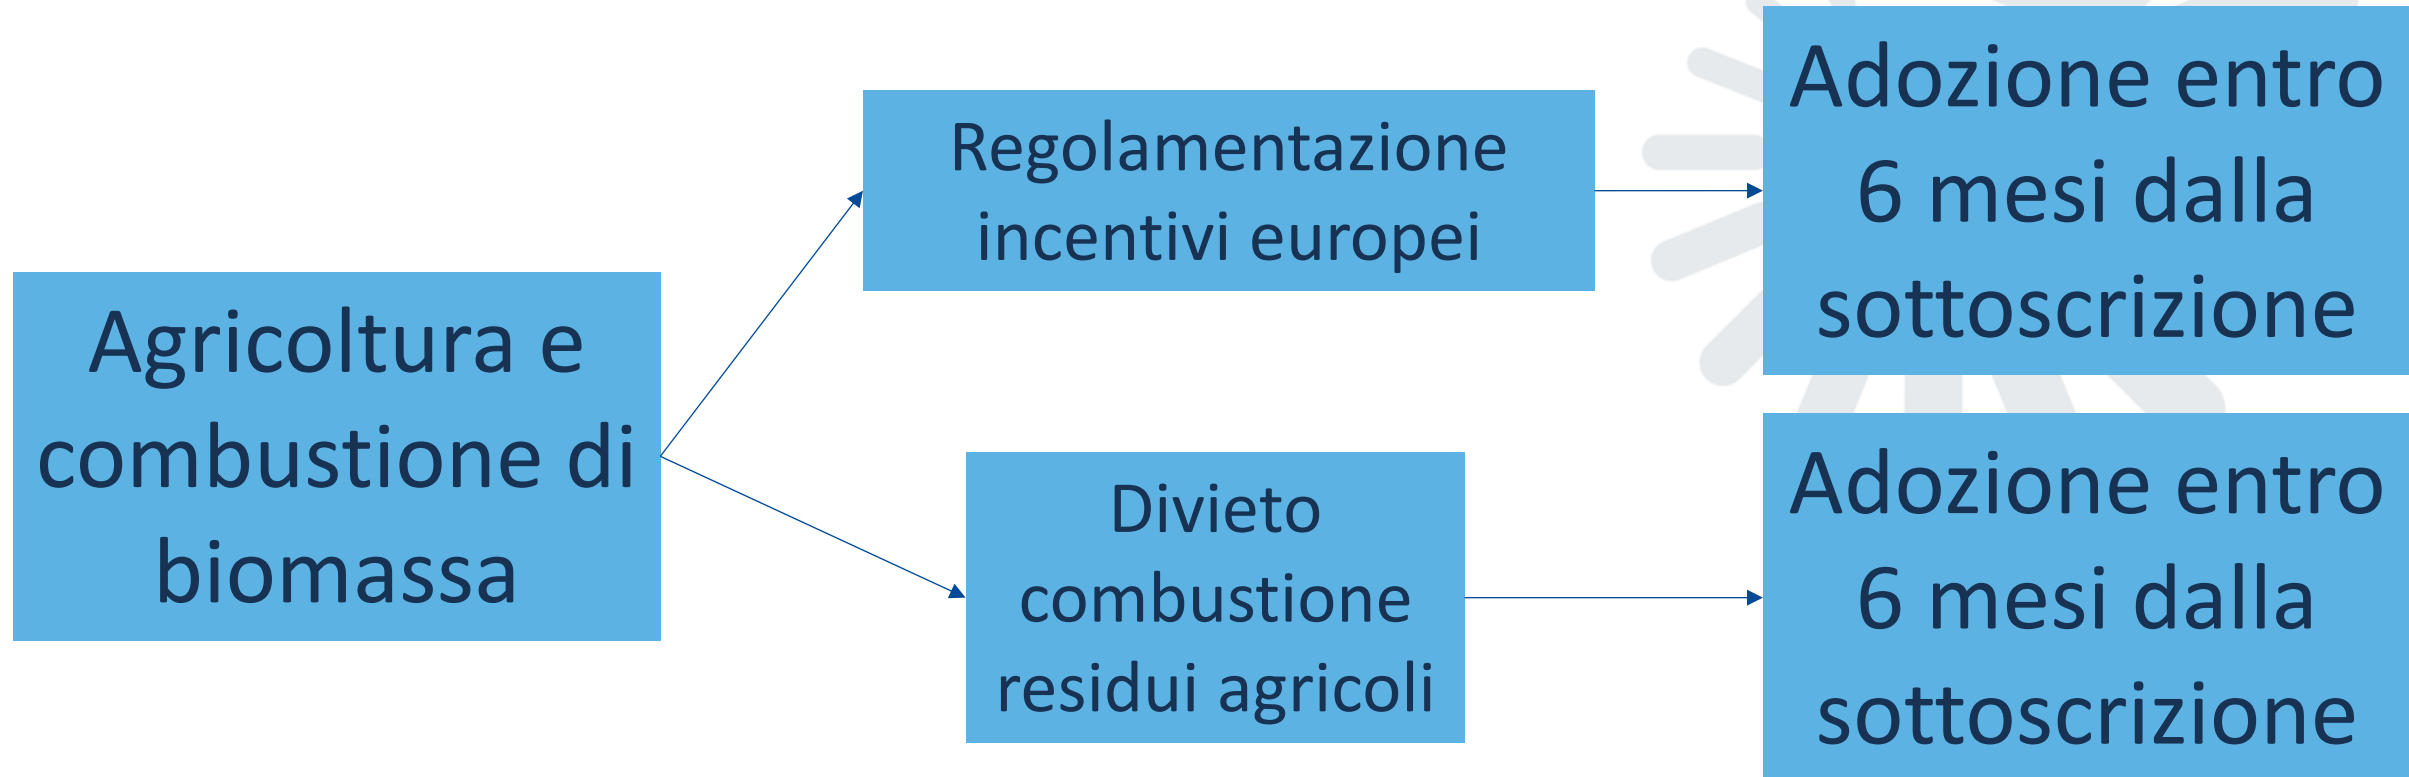 Agricoltura e
combustione di
biomassa
Regolamentazione
incentivi europei
Adozione entro
6 mesi dalla
sottoscrizione
Divieto
combustione
residui agricoli
Adozione entro
6 mesi dalla
sottoscrizione